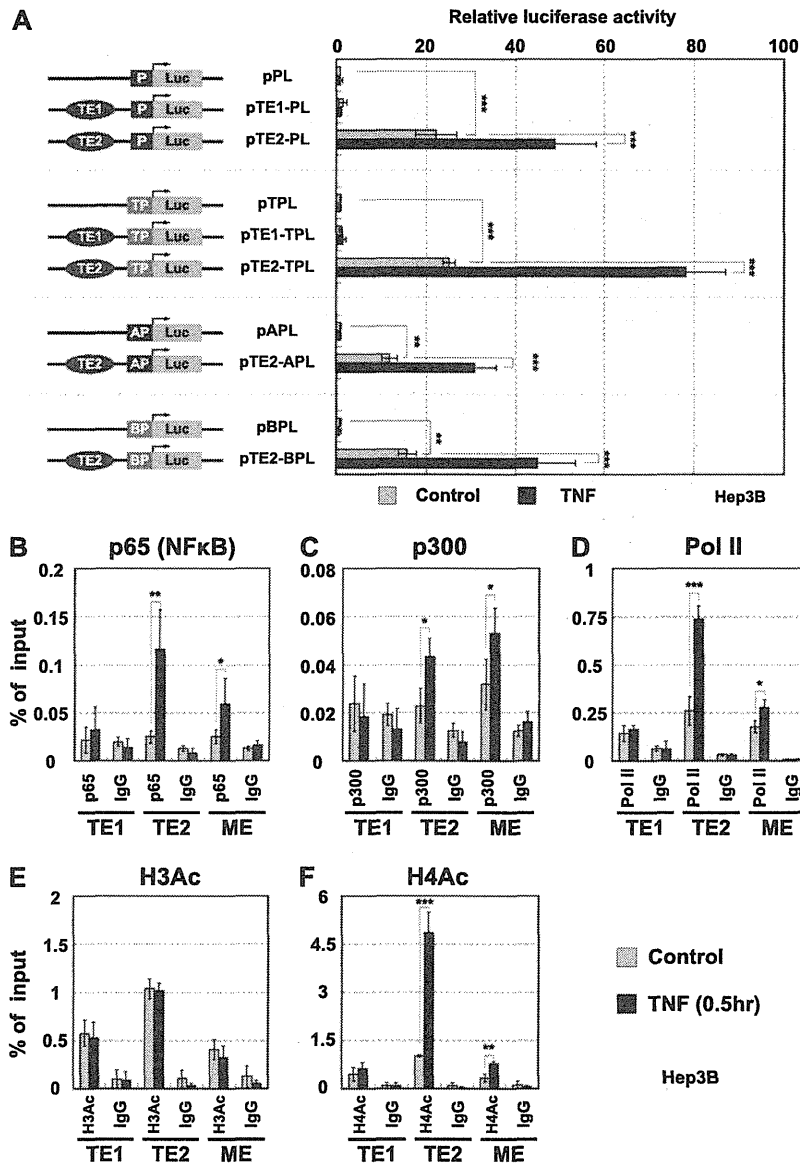 A
Relative luciferase activity
0 20 40 60 80 100
P Luc pPL
TE1 P Luc pTE1-PL
TE2 P Luc pTE2-PL
TP Luc pTPL
TE1 TP Luc pTE1-TPL
TE2 TP Luc pTE2-TPL
AP Luc pAPL
TE2 AP Luc pTE2-APL
BP Luc pBPL
TE2 BP Luc pTE2-BPL
***
***
***
***
**
***
**
***
Control TNF Hep3B
B p65 (NFκB)
% of input
0.2
0.15
0.1
0.05
0
**
*
p65 IgG p65 IgG p65 IgG
TE1 TE2 ME
C p300
0.08
0.06
0.04
0.02
0
*
*
p300 IgG p300 IgG p300 IgG
TE1 TE2 ME
D Pol II
1
0.75
0.5
0.25
0
***
*
Pol II IgG Pol II IgG Pol II IgG
TE1 TE2 ME
E H3Ac
% of input
2
1.5
1
0.5
0
H3Ac IgG H3Ac IgG H3Ac IgG
TE1 TE2 ME
F H4Ac
6
4.5
3
1.5
0
***
**
H4Ac IgG H4Ac IgG H4Ac IgG
TE1 TE2 ME
Control
TNF (0.5hr)
Hep3B